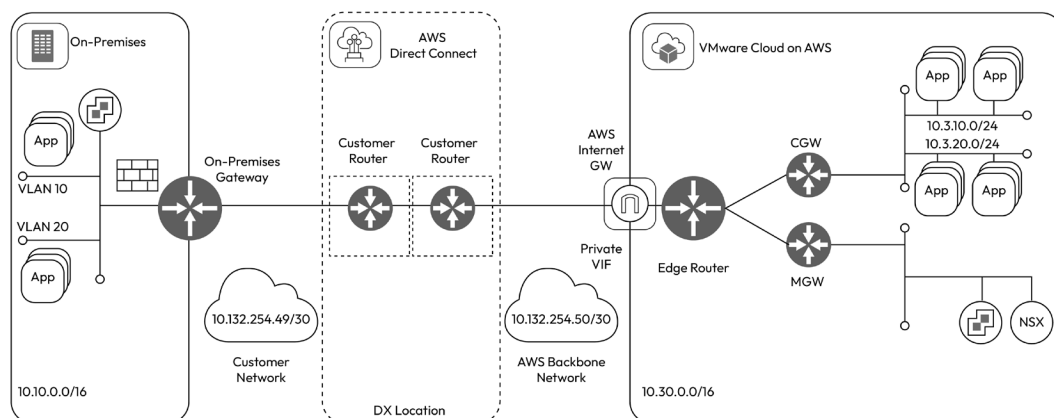 On-Premises
App
VLAN 10
VLAN 20
App
10.10.0.0/16
On-Premises
Gateway
10.132.254.49/30
Customer
Network
AWS
Direct Connect
Customer
Router
Customer
Router
DX Location
10.132.254.50/30
AWS Backbone
Network
AWS
Internet
GW
Private
VIF
VMware Cloud on AWS
Edge Router
CGW
MGW
App
App
10.3.10.0/24
10.3.20.0/24
App
App
NSX
10.30.0.0/16